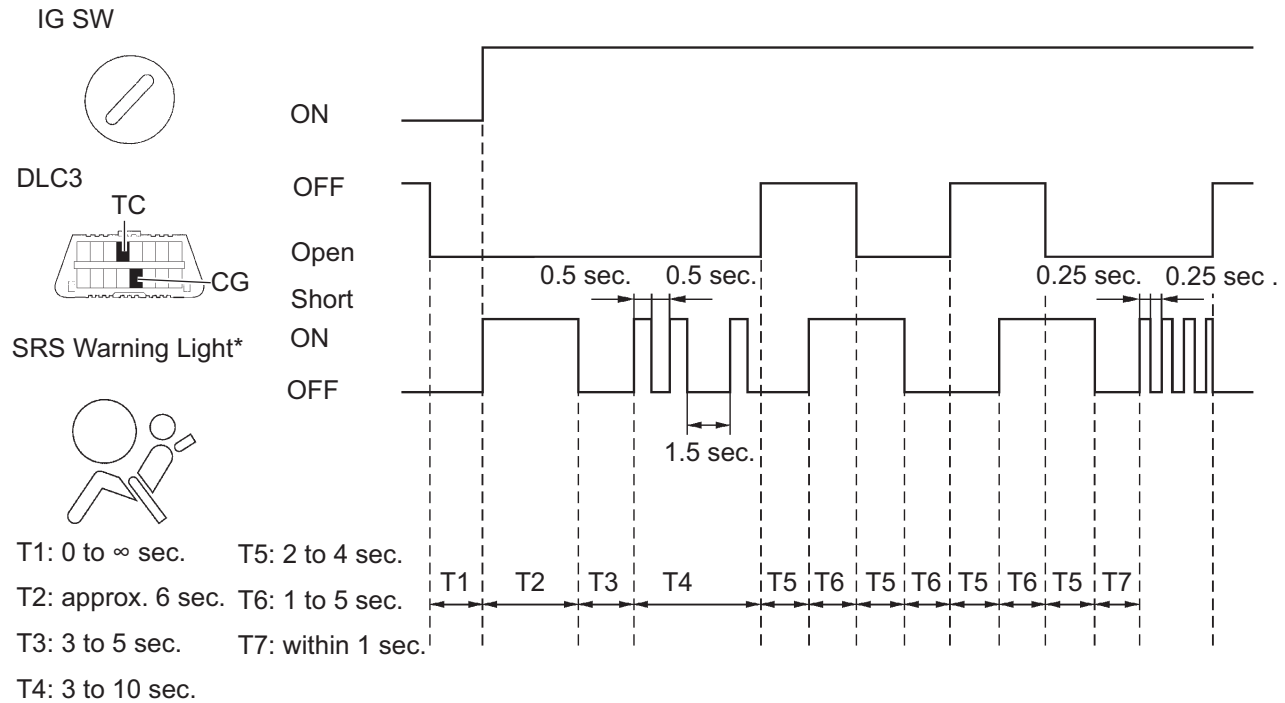 IG SW
ON
DLC3
OFF
TC
Open
CG
0.5 sec. 0.5 sec.
0.25 sec. 0.25 sec .
Short
SRS Warning Light*
ON
OFF
1.5 sec.
T1: 0 to ∞ sec.
T5: 2 to 4 sec.
T1 T2 T3 T4 T5 T6 T5 T6 T5 T6 T5 T7
T2: approx. 6 sec.
T6: 1 to 5 sec.
T3: 3 to 5 sec.
T7: within 1 sec.
T4: 3 to 10 sec.